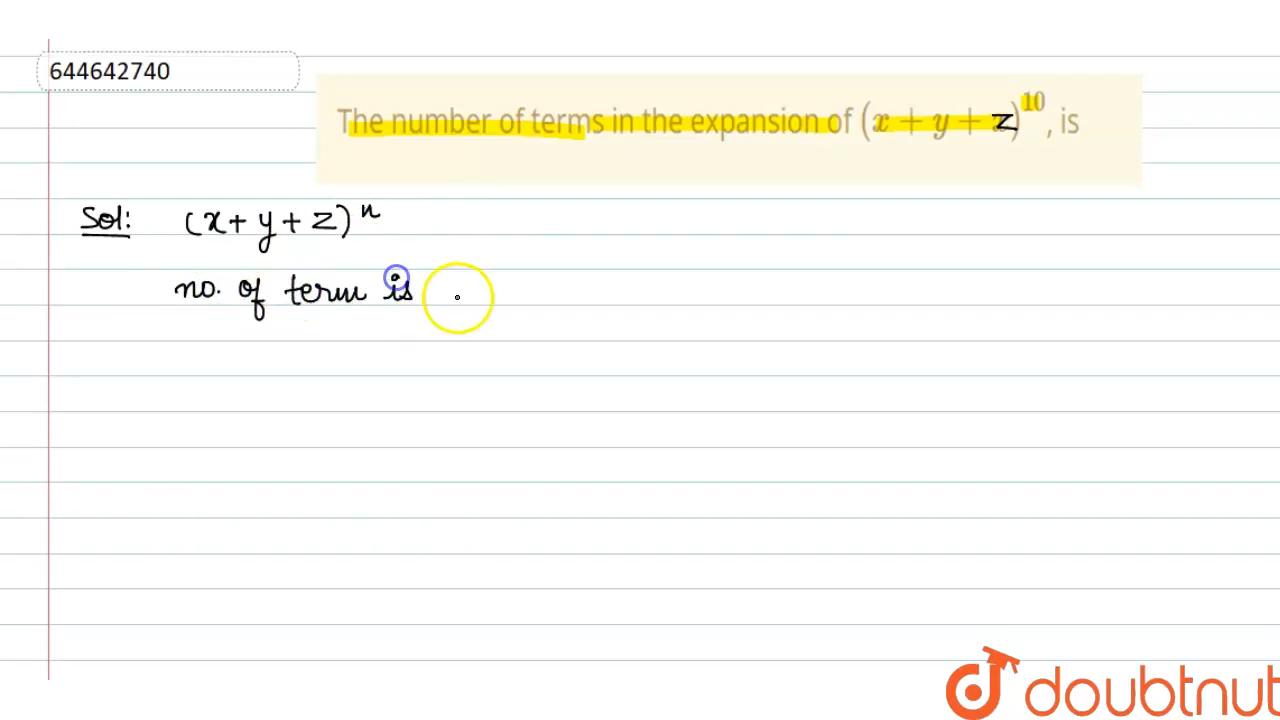 644642740
The number of terms in the expansion of (x + y + z)^10, is
Sol: (x + y + z)^n
no. of term is
doubtnut